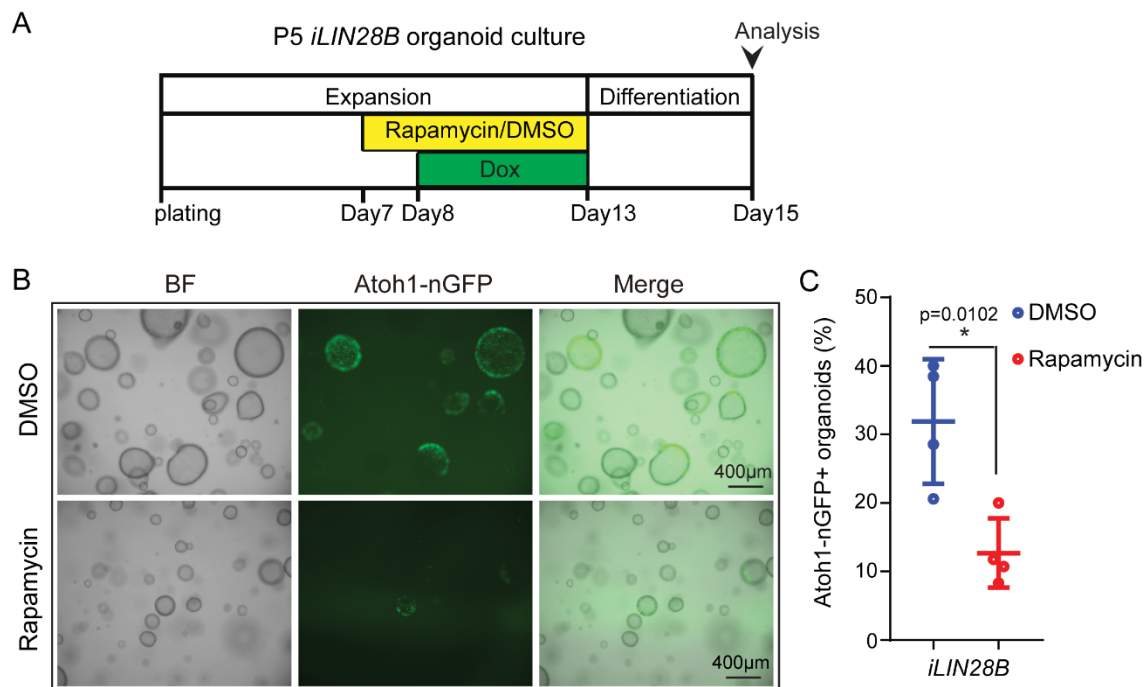 A
P5 iLIN28B organoid culture
Analysis
Expansion
Differentiation
Rapamycin/DMSO
Dox
plating
Day7
Day8
Day13
Day15
B
BF
Atoh1-nGFP
Merge
DMSO
400µm
Rapamycin
400µm
C
Atoh1-nGFP+ organoids (%)
50
40
30
20
10
0
p=0.0102
*
DMSO
Rapamycin
iLIN28B